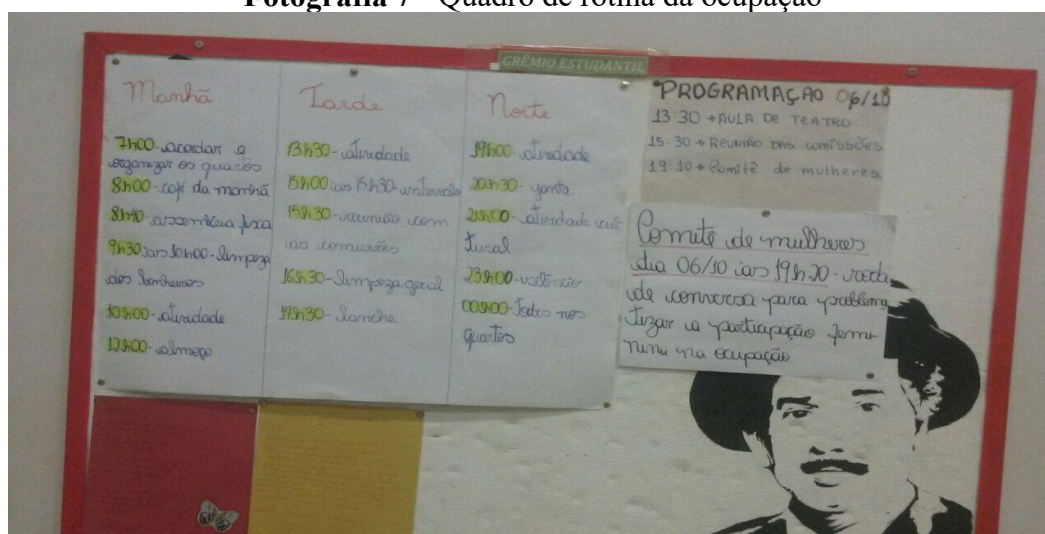 Fotografia 7 - Quadro de rotina da ocupação
GRÊMIO ESTUDANTIL
Manhã
7h00- acordar e
organizar os quartos
8h00- café da manhã
8h40- assembleia fixa
9h30 às 10h00- limpeza
dos banheiros
10h00- atividade
12h00- almoço
Tarde
13h30- atividade
15h00 às 15h30- intervalo
15h30- reunião com
as comissões
16h30- limpeza geral
17h30- lanche
Noite
19h00- atividade
20h30- janta
21h00- atividade cul-
tural
23h00- silêncio
00h00- Todos nos
quartos
PROGRAMAÇÃO 06/10
13:30 → AULA DE TEATRO
15:30 → REUNIÃO DAS COMISSÕES
19:10 → Comitê de mulheres
Comitê de mulheres
dia 06/10 às 19h20 - roda
de conversa para problema
tizar a participação femi-
nina na ocupação.